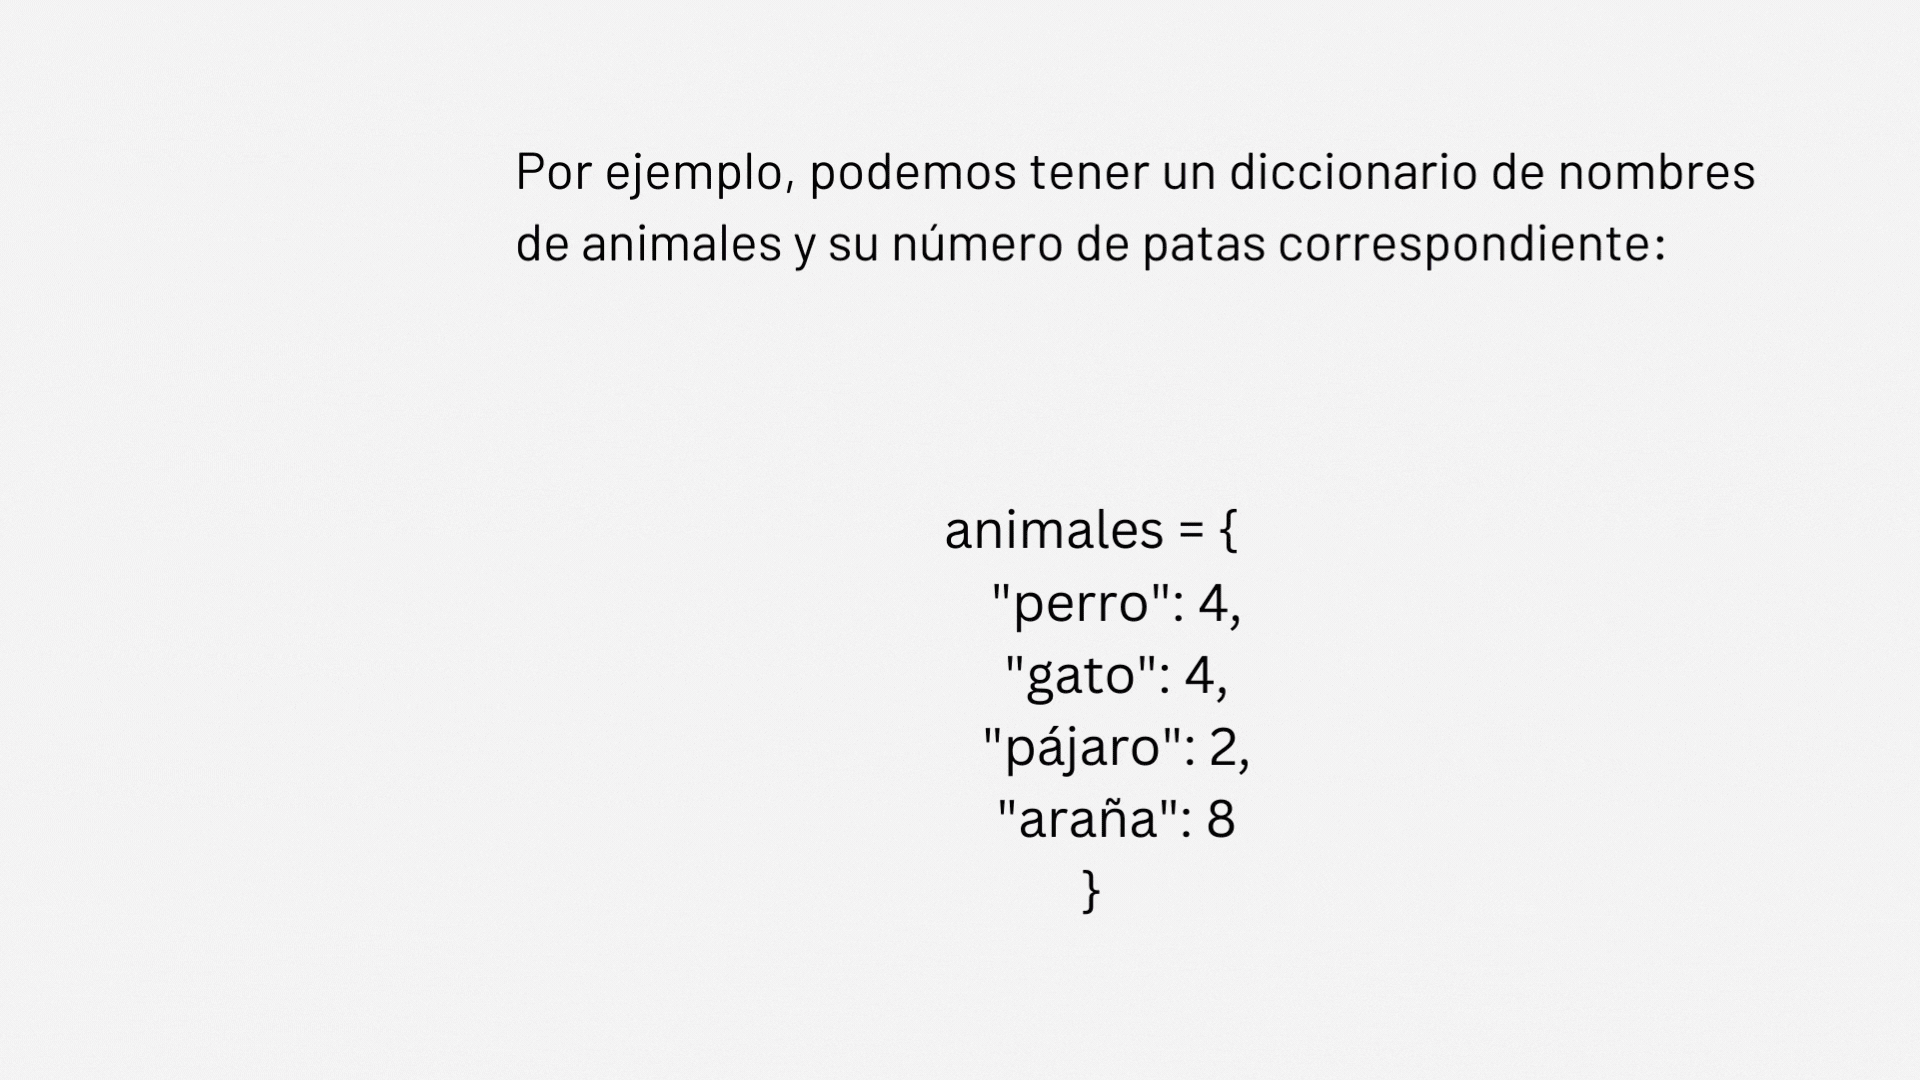 Por ejemplo, podemos tener un diccionario de nombres
de animales y su número de patas correspondiente:
animales = {
"perro": 4,
"gato": 4,
"pájaro": 2,
"araña": 8
}